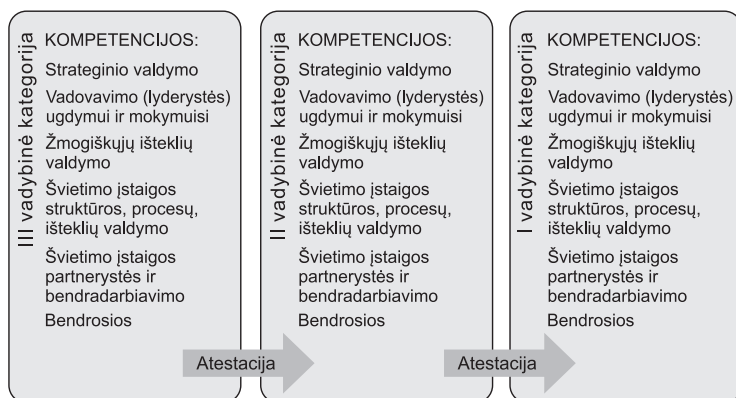 III vadybinė kategorija
KOMPETENCIJOS:
Strateginio valdymo
Vadovavimo (lyderystės)
ugdymui ir mokymuisi
Žmogiškųjų išteklių
valdymo
Švietimo įstaigos
struktūros, procesų,
išteklių valdymo
Švietimo įstaigos
partnerystės ir
bendradarbiavimo
Bendrosios
Atestacija
II vadybinė kategorija
KOMPETENCIJOS:
Strateginio valdymo
Vadovavimo (lyderystės)
ugdymui ir mokymuisi
Žmogiškųjų išteklių
valdymo
Švietimo įstaigos
struktūros, procesų,
išteklių valdymo
Švietimo įstaigos
partnerystės ir
bendradarbiavimo
Bendrosios
Atestacija
I vadybinė kategorija
KOMPETENCIJOS:
Strateginio valdymo
Vadovavimo (lyderystės)
ugdymui ir mokymuisi
Žmogiškųjų išteklių
valdymo
Švietimo įstaigos
struktūros, procesų,
išteklių valdymo
Švietimo įstaigos
partnerystės ir
bendradarbiavimo
Bendrosios